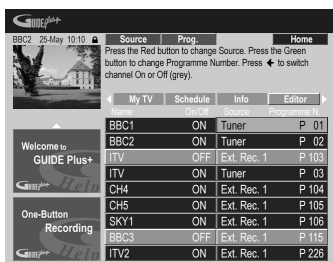 GUIDEplus+
BBC2 25-May 10:10
Source Prog. Home
Press the Red button to change Source. Press the Green
button to change Programme Number. Press ← to switch
channel On or Off (grey).
My TV Schedule Info Editor
Name On/Off Source Programme N.
BBC1 ON Tuner P 01
BBC2 ON Tuner P 02
ITV OFF Ext. Rec. 1 P 103
ITV ON Tuner P 03
CH4 ON Ext. Rec. 1 P 104
CH5 ON Ext. Rec. 1 P 105
SKY1 ON Ext. Rec. 1 P 106
BBC3 OFF Ext. Rec. 1 P 115
ITV2 ON Ext. Rec. 1 P 226
Welcome to
GUIDE Plus+
GUIDEplus+ Help
One-Button
Recording
GUIDEplus+ Help